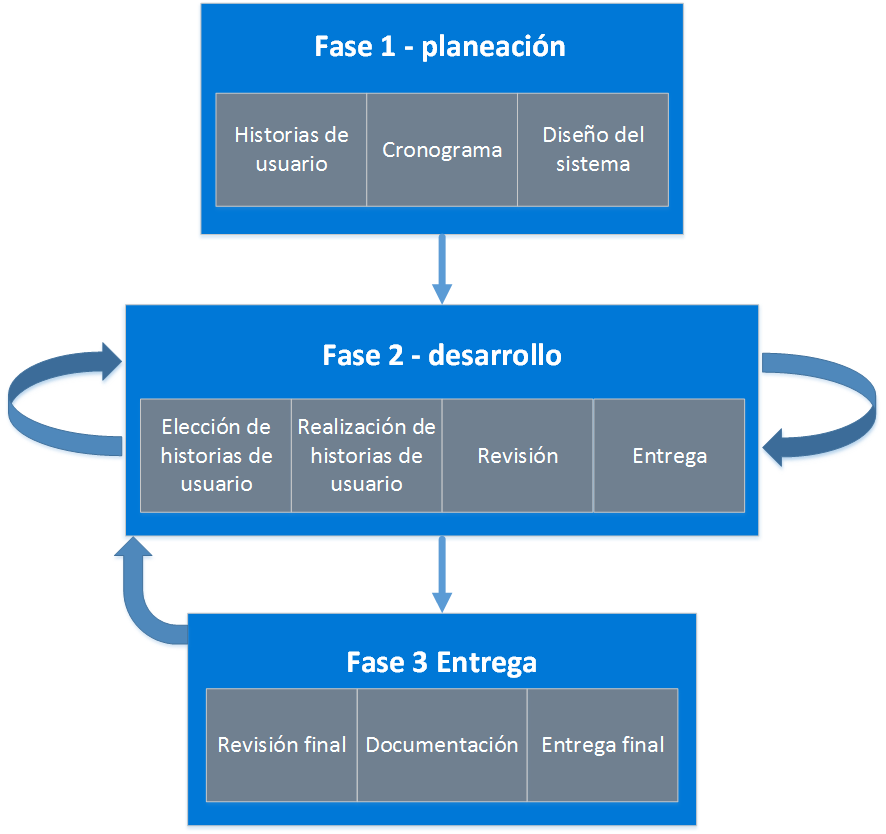 Fase 1 - planeación
Historias de
usuario
Cronograma
Diseño del
sistema
Fase 2 - desarrollo
Elección de
historias de
usuario
Realización de
historias de
usuario
Revisión
Entrega
Fase 3 Entrega
Revisión final
Documentación
Entrega final